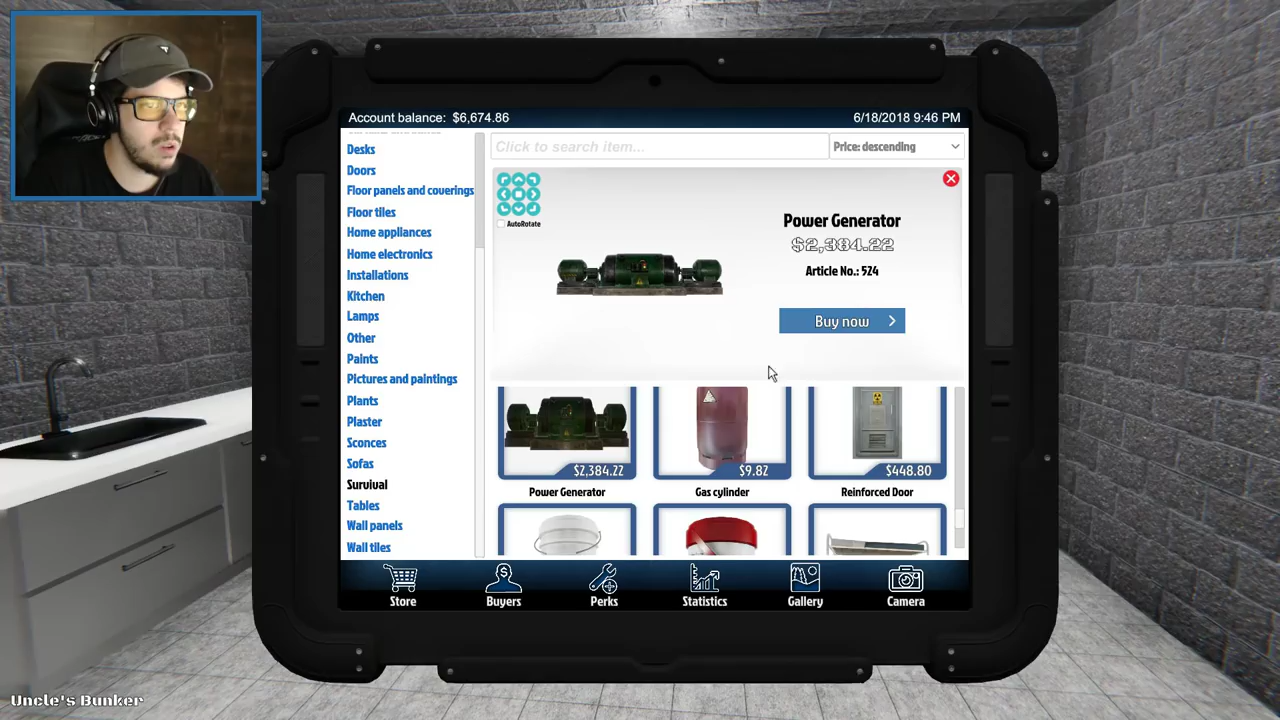 Account balance: $6,674.86
6/18/2018 9:46 PM
Desks
Doors
Floor panels and coverings
Floor tiles
Home appliances
Home electronics
Installations
Kitchen
Lamps
Other
Paints
Pictures and paintings
Plants
Plaster
Sconces
Sofas
Survival
Tables
Wall panels
Wall tiles
Click to search item...
Price: descending
AutoRotate
Power Generator
$2,384.22
Article No.: 524
Buy now
$2,384.22
$9.82
$448.80
Power Generator
Gas cylinder
Reinforced Door
Store
Buyers
Perks
Statistics
Gallery
Camera
Uncle's Bunker